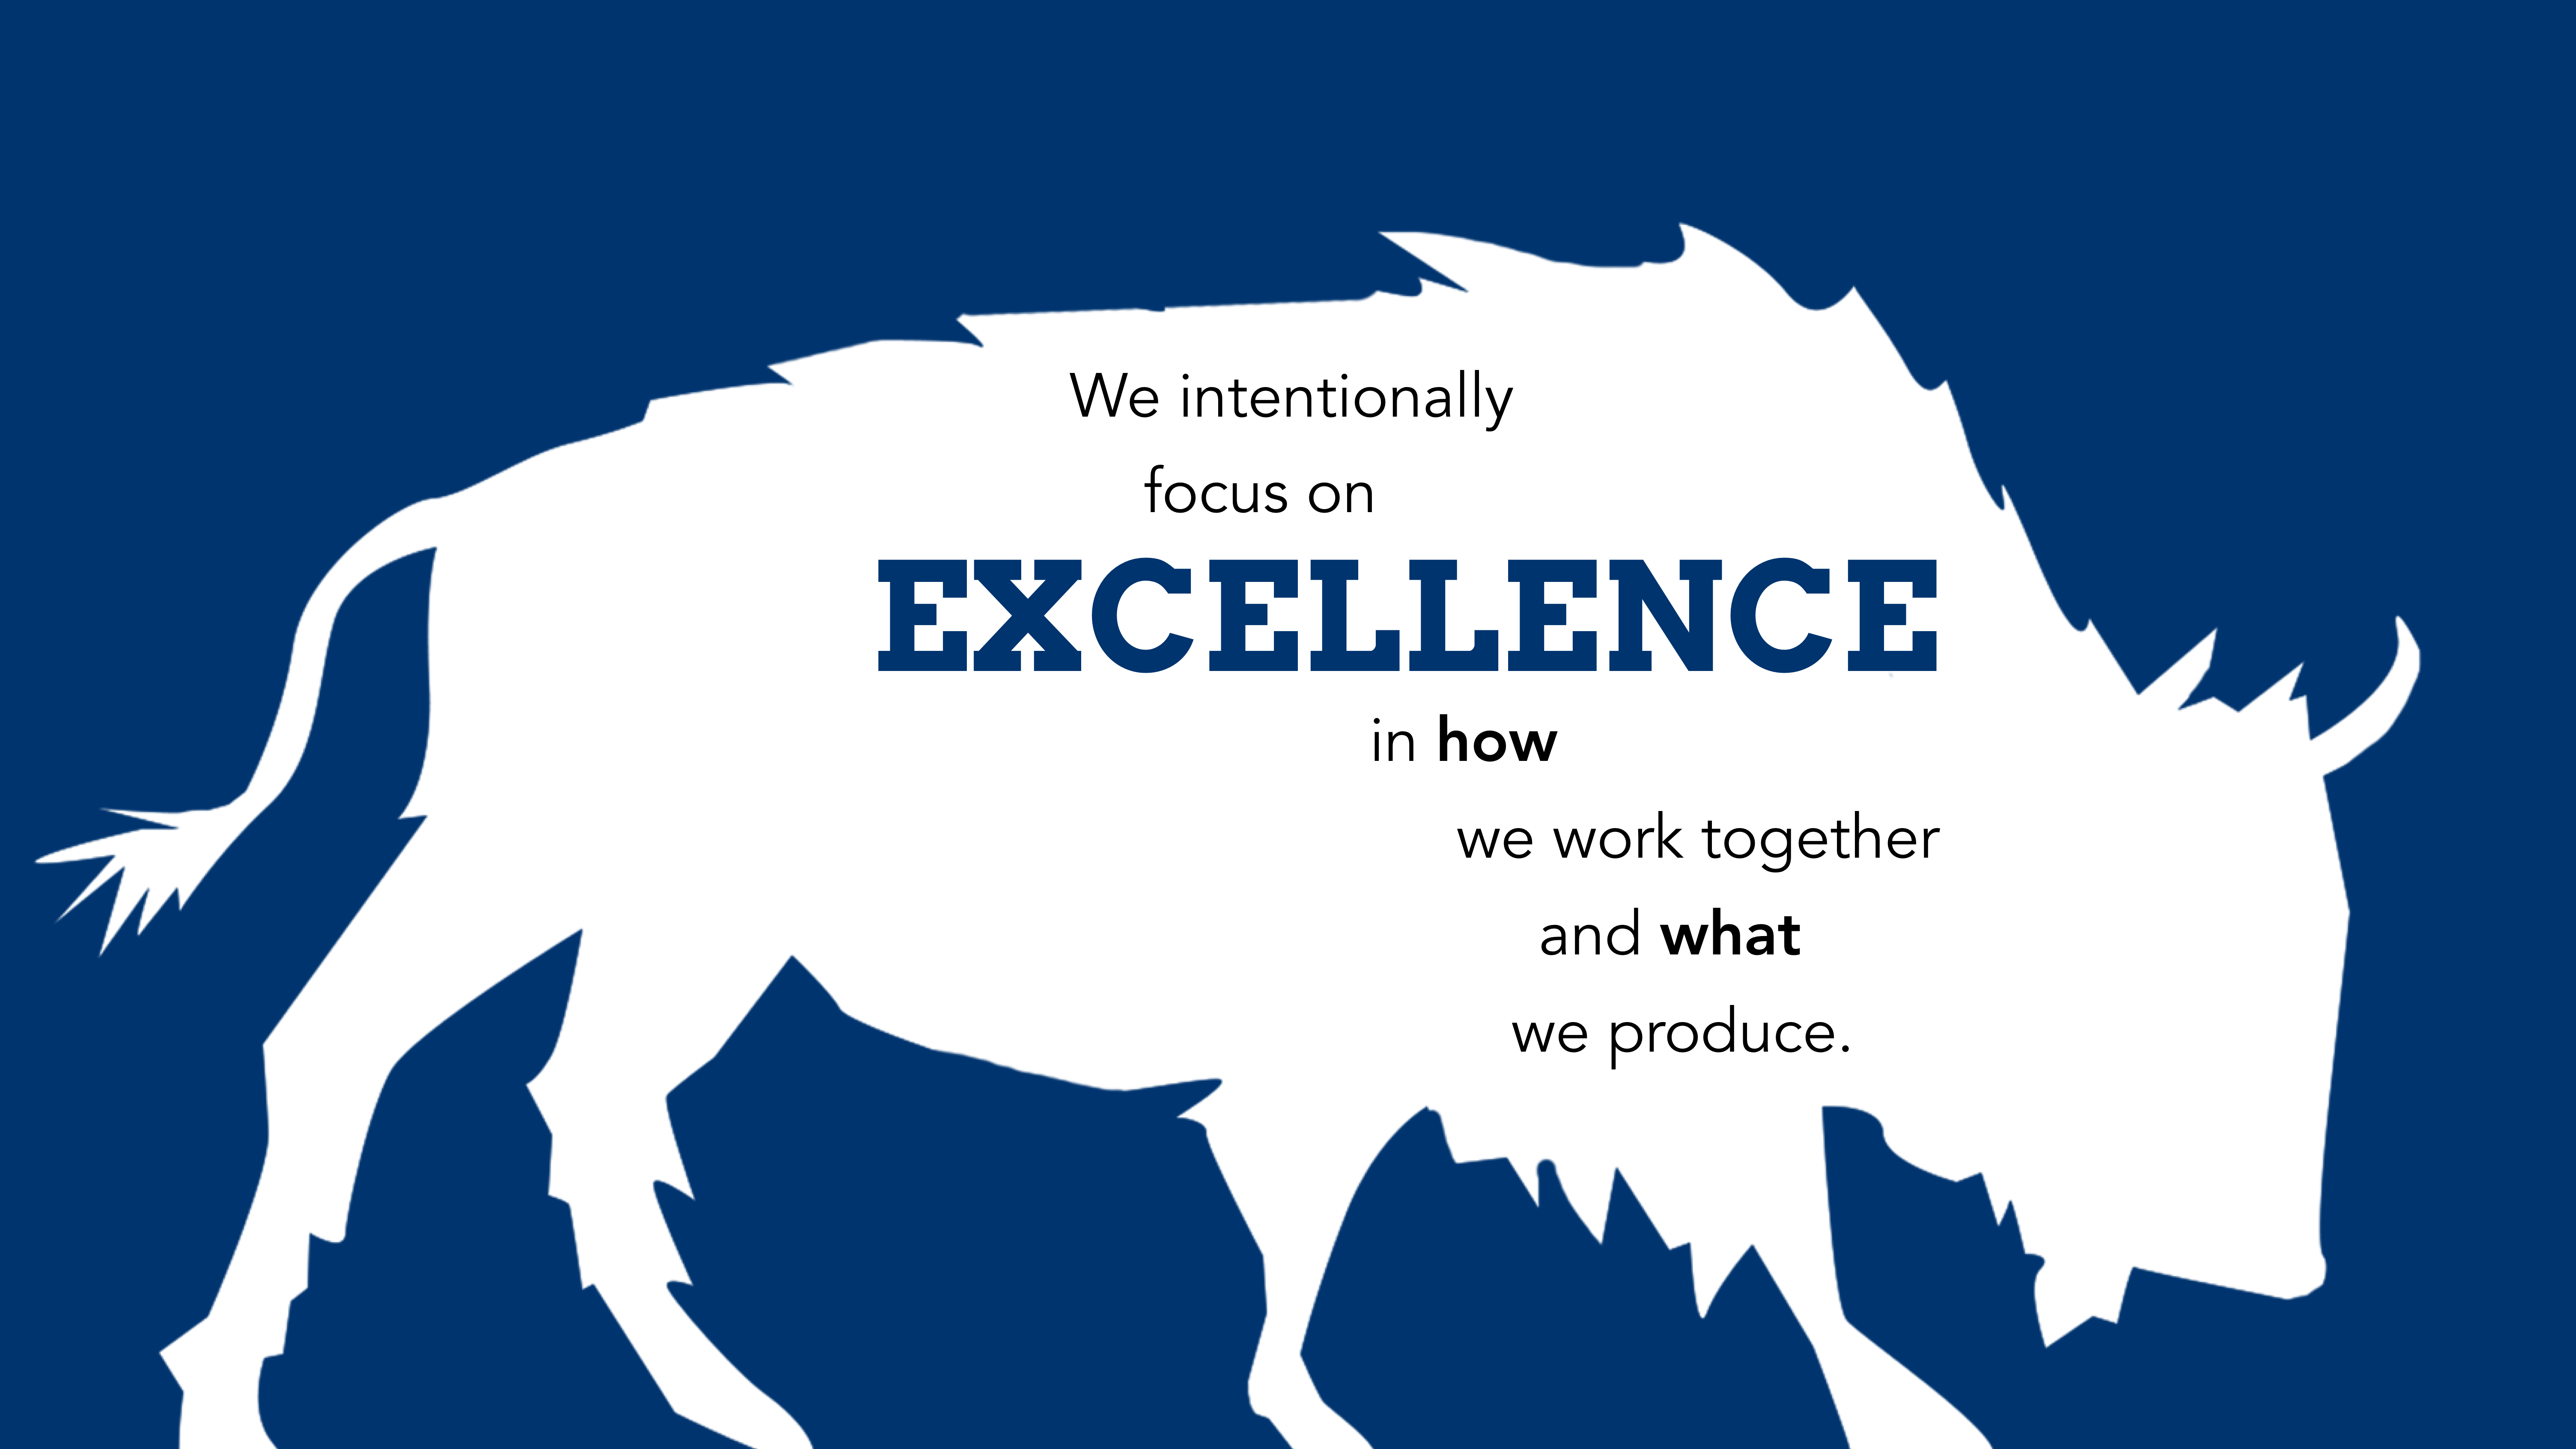 We intentionally
focus on
EXCELLENCE
in how
we work together
and what
we produce.